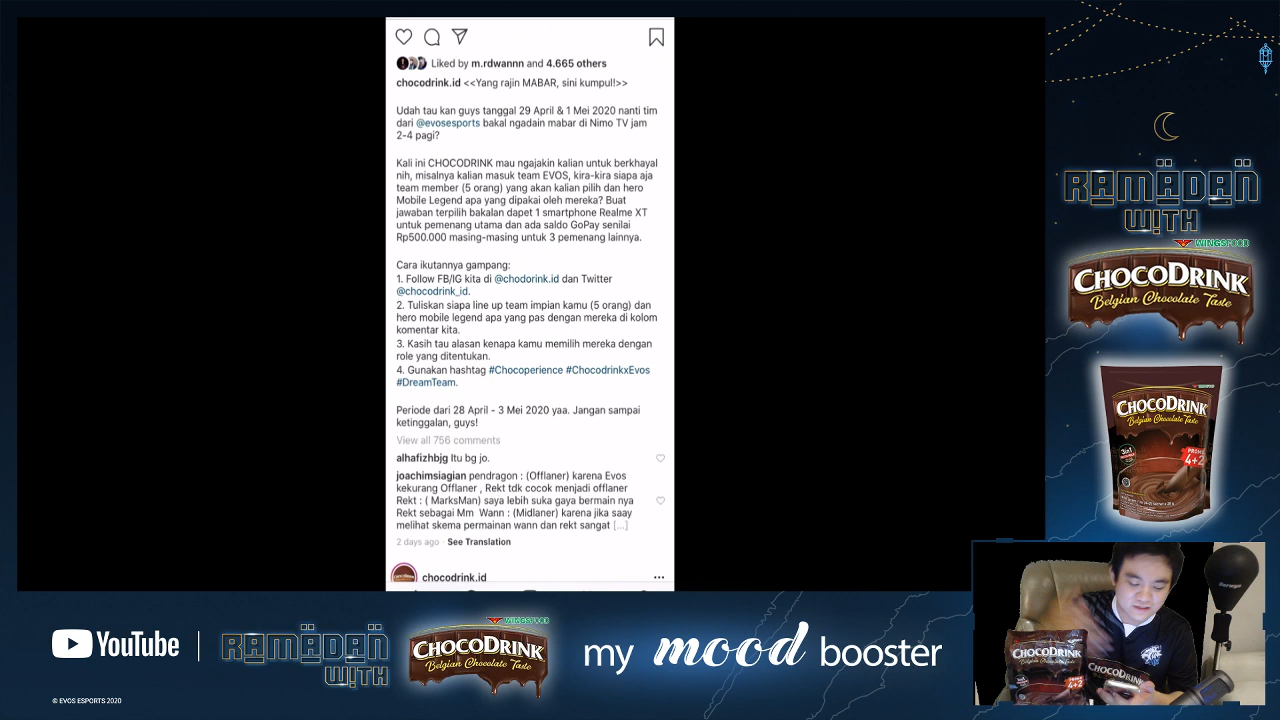 Liked by m.rdwannn and 4.665 others
chocodrink.id <<Yang rajin MABAR, sini kumpul!>>
Udah tau kan guys tanggal 29 April & 1 Mei 2020 nanti tim
dari @evosesports bakal ngadain mabar di Nimo TV jam
2-4 pagi?
Kali ini CHOCODRINK mau ngajakin kalian untuk berkhayal
nih, misalnya kalian masuk team EVOS, kira-kira siapa aja
team member (5 orang) yang akan kalian pilih dan hero
Mobile Legend apa yang dipakai oleh mereka? Buat
jawaban terpilih bakalan dapet 1 smartphone Realme XT
untuk pemenang utama dan ada saldo GoPay senilai
Rp500.000 masing-masing untuk 3 pemenang lainnya.
Cara ikutannya gampang:
1. Follow FB/IG kita di @chodorink.id dan Twitter
@chocodrink_id.
2. Tuliskan siapa line up team impian kamu (5 orang) dan
hero mobile legend apa yang pas dengan mereka di kolom
komentar kita.
3. Kasih tau alasan kenapa kamu memilih mereka dengan
role yang ditentukan.
4. Gunakan hashtag #Chocoperience #ChocodrinkxEvos
#DreamTeam.
Periode dari 28 April - 3 Mei 2020 yaa. Jangan sampai
ketinggalan, guys!
View all 756 comments
alhafizhbjg Itu bg jo.
joachimsiagian pendragon : (Offlaner) karena Evos
kekurang Offlaner , Rekt tdk cocok menjadi offlaner
Rekt : ( MarksMan) saya lebih suka gaya bermain nya
Rekt sebagai Mm Wann : (Midlaner) karena jika saay
melihat skema permainan wann dan rekt sangat [...]
2 days ago · See Translation
chocodrink.id
RAMADAN
WITH
WINGSFOOD
CHOCODRINK
Belgian Chocolate Taste
CHOCODRINK
Belgian Chocolate Taste
3in1
PROMO
4+2
YouTube
RAMADAN
WITH
WINGSFOOD
CHOCODRINK
Belgian Chocolate Taste
my mood booster
© EVOS ESPORTS 2020
CHOCODRINK
4+2
CHOCODRINK